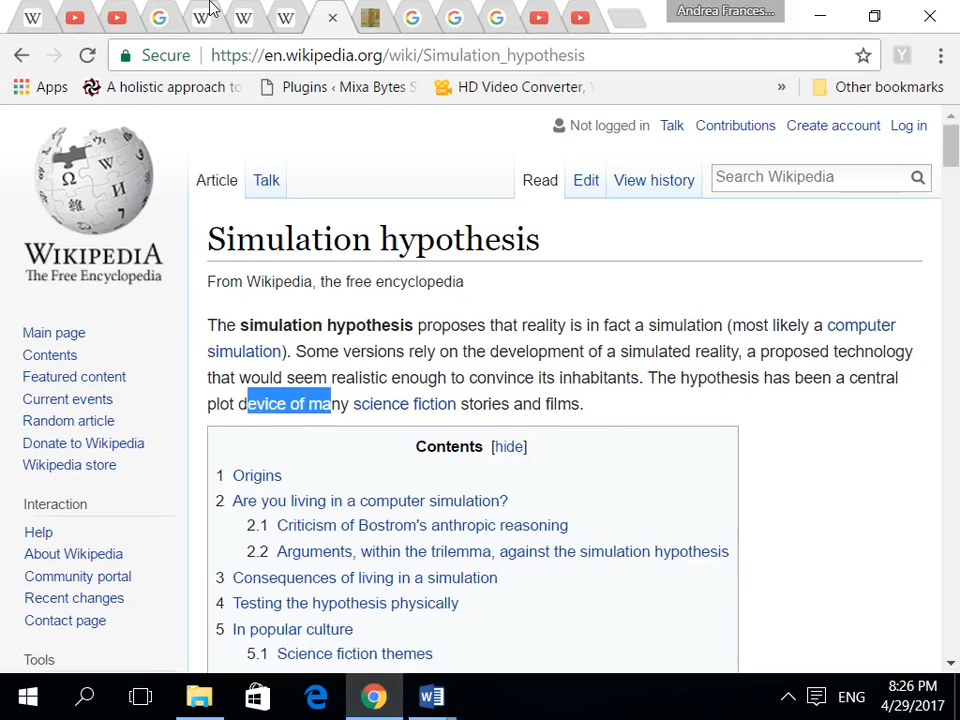 Andrea Frances...
Secure https://en.wikipedia.org/wiki/Simulation_hypothesis
Apps A holistic approach to Plugins ‹ Mixa Bytes S HD Video Converter, » Other bookmarks
Not logged in Talk Contributions Create account Log in
Article Talk Read Edit View history Search Wikipedia
WIKIPEDIA
The Free Encyclopedia
Simulation hypothesis
From Wikipedia, the free encyclopedia
The simulation hypothesis proposes that reality is in fact a simulation (most likely a computer
simulation). Some versions rely on the development of a simulated reality, a proposed technology
that would seem realistic enough to convince its inhabitants. The hypothesis has been a central
plot device of many science fiction stories and films.
Main page
Contents
Featured content
Current events
Random article
Donate to Wikipedia
Wikipedia store
Interaction
Help
About Wikipedia
Community portal
Recent changes
Contact page
Tools
Contents [hide]
1 Origins
2 Are you living in a computer simulation?
2.1 Criticism of Bostrom's anthropic reasoning
2.2 Arguments, within the trilemma, against the simulation hypothesis
3 Consequences of living in a simulation
4 Testing the hypothesis physically
5 In popular culture
5.1 Science fiction themes
ENG
8:26 PM
4/29/2017